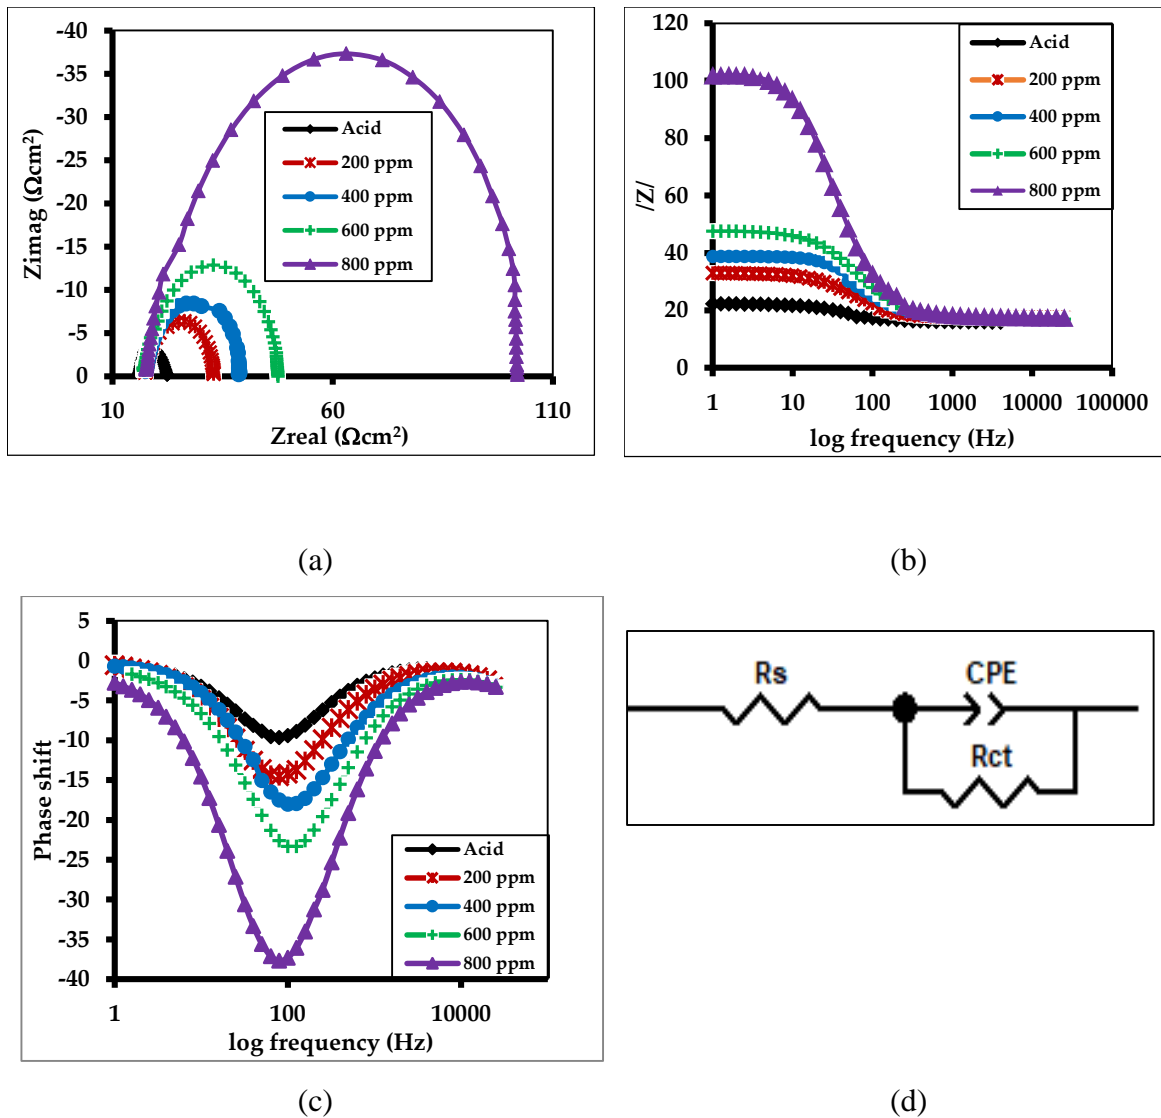 -40
-35
-30
-25
-20
-15
-10
-5
0
Zimag (Ωcm²)
Acid
200 ppm
400 ppm
600 ppm
800 ppm
10
60
110
Zreal (Ωcm²)
(a)
120
100
80
60
40
20
0
/Z/
Acid
200 ppm
400 ppm
600 ppm
800 ppm
1
10
100
1000
10000
100000
log frequency (Hz)
(b)
5
0
-5
-10
-15
-20
-25
-30
-35
-40
Phase shift
Acid
200 ppm
400 ppm
600 ppm
800 ppm
1
100
10000
log frequency (Hz)
(c)
Rs
CPE
Rct
(d)